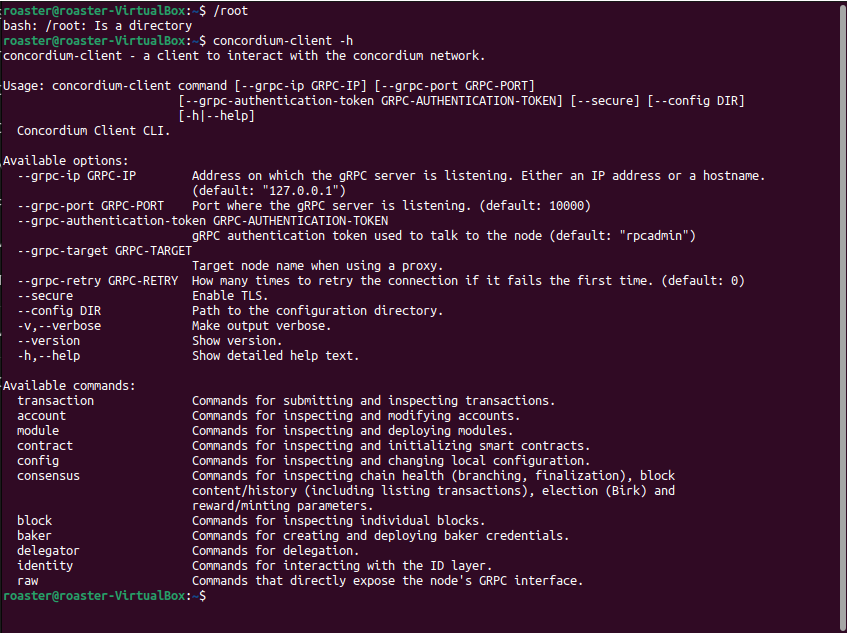 roaster@roaster-VirtualBox:~$ /root
bash: /root: Is a directory
roaster@roaster-VirtualBox:~$ concordium-client -h
concordium-client - a client to interact with the concordium network.
Usage: concordium-client command [--grpc-ip GRPC-IP] [--grpc-port GRPC-PORT]
[--grpc-authentication-token GRPC-AUTHENTICATION-TOKEN] [--secure] [--config DIR]
[-h|--help]
Concordium Client CLI.
Available options:
--grpc-ip GRPC-IP Address on which the gRPC server is listening. Either an IP address or a hostname.
(default: "127.0.0.1")
--grpc-port GRPC-PORT Port where the gRPC server is listening. (default: 10000)
--grpc-authentication-token GRPC-AUTHENTICATION-TOKEN
gRPC authentication token used to talk to the node (default: "rpcadmin")
--grpc-target GRPC-TARGET
Target node name when using a proxy.
--grpc-retry GRPC-RETRY How many times to retry the connection if it fails the first time. (default: 0)
--secure Enable TLS.
--config DIR Path to the configuration directory.
-v,--verbose Make output verbose.
--version Show version.
-h,--help Show detailed help text.
Available commands:
transaction Commands for submitting and inspecting transactions.
account Commands for inspecting and modifying accounts.
module Commands for inspecting and deploying modules.
contract Commands for inspecting and initializing smart contracts.
config Commands for inspecting and changing local configuration.
consensus Commands for inspecting chain health (branching, finalization), block
content/history (including listing transactions), election (Birk) and
reward/minting parameters.
block Commands for inspecting individual blocks.
baker Commands for creating and deploying baker credentials.
delegator Commands for delegation.
identity Commands for interacting with the ID layer.
raw Commands that directly expose the node's GRPC interface.
roaster@roaster-VirtualBox:~$